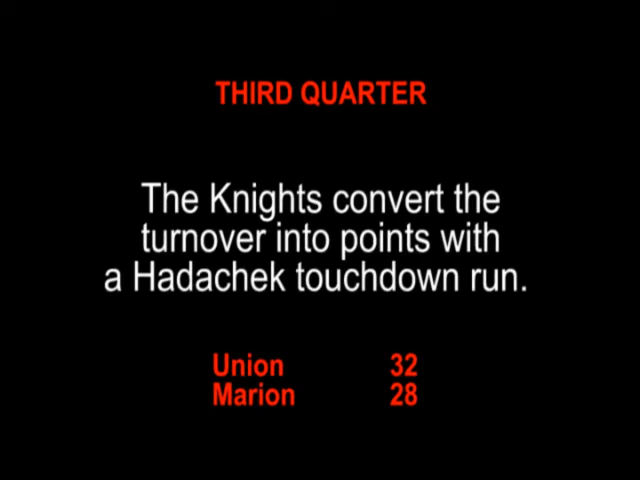 THIRD QUARTER
The Knights convert the
turnover into points with
a Hadachek touchdown run.
Union 32
Marion 28